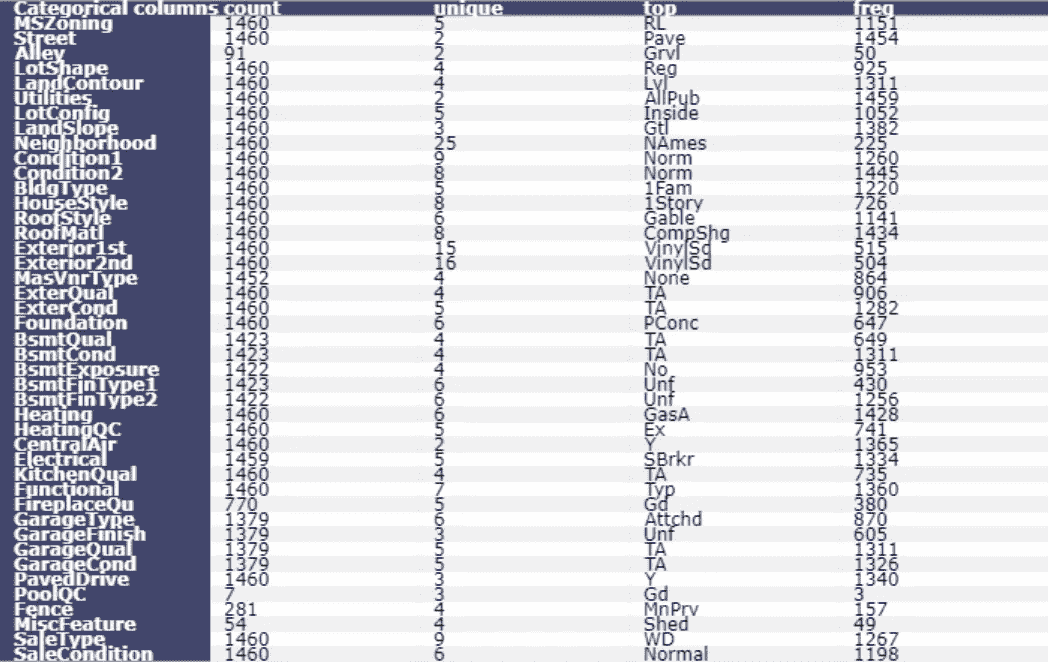 Categorical columns count unique top freq
MSZoning 1460 5 RL 1151
Street 1460 2 Pave 1454
Alley 91 2 Grvl 50
LotShape 1460 4 Reg 925
LandContour 1460 4 Lvl 1311
Utilities 1460 2 AllPub 1459
LotConfig 1460 5 Inside 1052
LandSlope 1460 3 Gtl 1382
Neighborhood 1460 25 NAmes 225
Condition1 1460 9 Norm 1260
Condition2 1460 8 Norm 1445
BldgType 1460 5 1Fam 1220
HouseStyle 1460 8 1Story 726
RoofStyle 1460 6 Gable 1141
RoofMatl 1460 8 CompShg 1434
Exterior1st 1460 15 VinylSd 515
Exterior2nd 1460 16 VinylSd 504
MasVnrType 1452 4 None 864
ExterQual 1460 4 TA 906
ExterCond 1460 5 TA 1282
Foundation 1460 6 PConc 647
BsmtQual 1423 4 TA 649
BsmtCond 1423 4 TA 1311
BsmtExposure 1422 4 No 953
BsmtFinType1 1423 6 Unf 430
BsmtFinType2 1422 6 Unf 1256
Heating 1460 6 GasA 1428
HeatingQC 1460 5 Ex 741
CentralAir 1460 2 Y 1365
Electrical 1459 5 SBrkr 1334
KitchenQual 1460 4 TA 735
Functional 1460 7 Typ 1360
FireplaceQu 770 5 Gd 380
GarageType 1379 6 Attchd 870
GarageFinish 1379 3 Unf 605
GarageQual 1379 5 TA 1311
GarageCond 1379 5 TA 1326
PavedDrive 1460 3 Y 1340
PoolQC 7 3 Gd 3
Fence 281 4 MnPrv 157
MiscFeature 54 4 Shed 49
SaleType 1460 9 WD 1267
SaleCondition 1460 6 Normal 1198